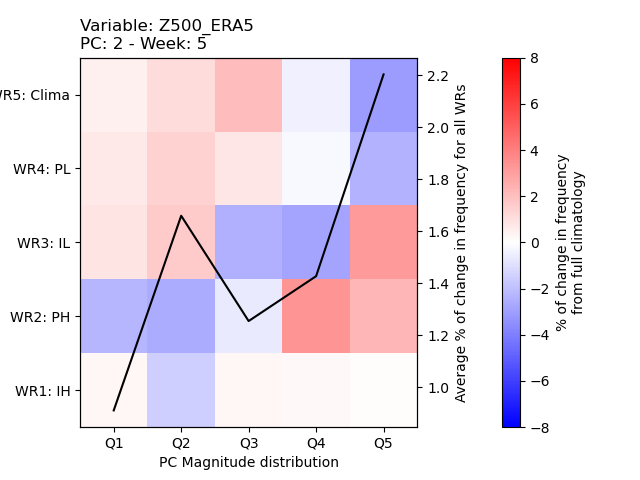 Variable: Z500_ERA5
PC: 2 - Week: 5
WR5: Clima
WR4: PL
WR3: IL
WR2: PH
WR1: IH
Q1 Q2 Q3 Q4 Q5
PC Magnitude distribution
2.2
2.0
1.8
1.6
1.4
1.2
1.0
Average % of change in frequency for all WRs
8
6
4
2
0
−2
−4
−6
−8
% of change in frequency
from full climatology